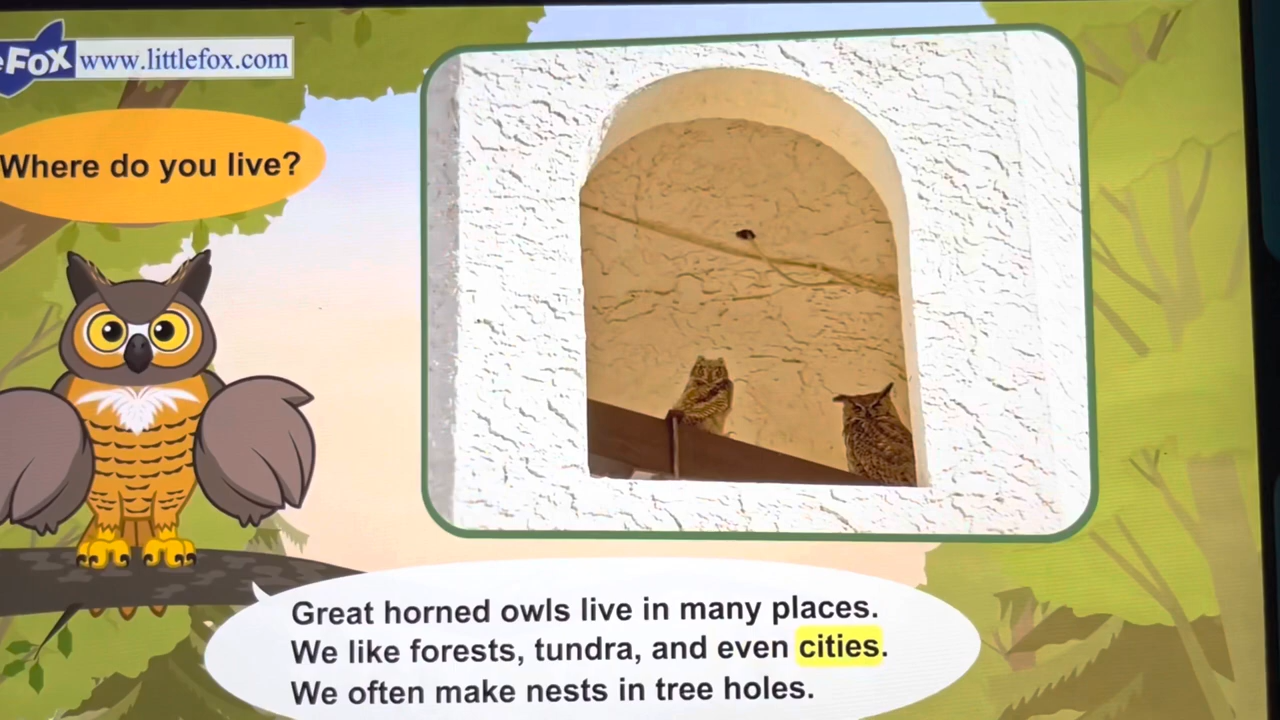 eFox www.littlefox.com
Where do you live?
Great horned owls live in many places.
We like forests, tundra, and even cities.
We often make nests in tree holes.